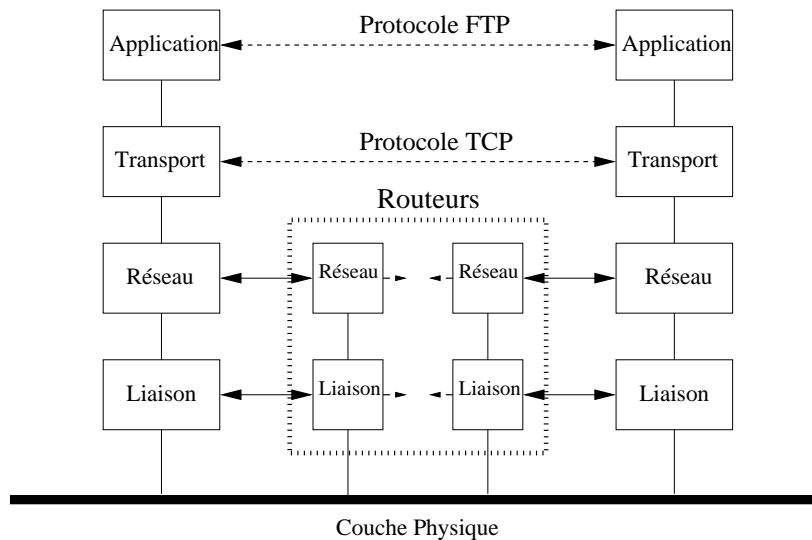 Application
Protocole FTP
Application
Transport
Protocole TCP
Transport
Routeurs
Réseau
Réseau
Réseau
Réseau
Liaison
Liaison
Liaison
Liaison
Couche Physique